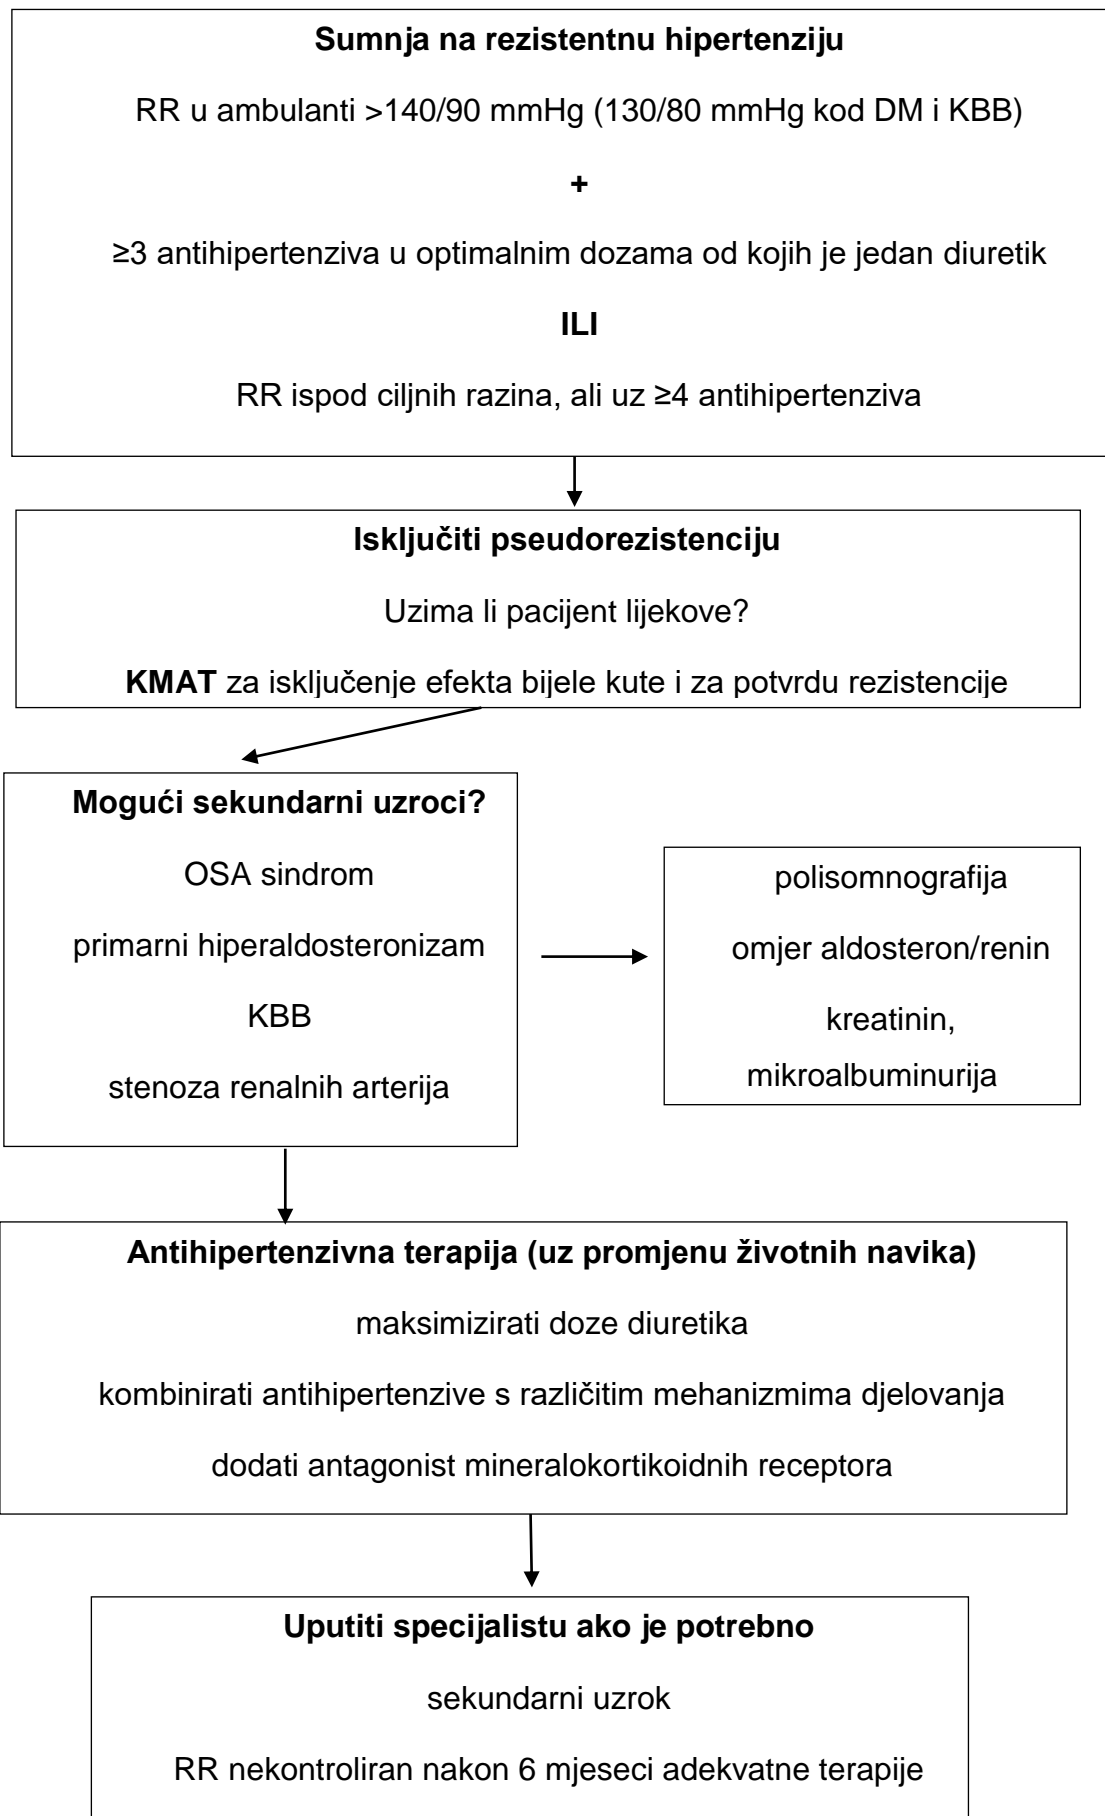 Sumnja na rezistentnu hipertenziju
RR u ambulanti >140/90 mmHg (130/80 mmHg kod DM i KBB)
+
≥3 antihipertenziva u optimalnim dozama od kojih je jedan diuretik
ILI
RR ispod ciljnih razina, ali uz ≥4 antihipertenziva
Isključiti pseudorezistenciju
Uzima li pacijent lijekove?
KMAT za isključenje efekta bijele kute i za potvrdu rezistencije
Mogući sekundarni uzroci?
OSA sindrom
primarni hiperaldosteronizam
KBB
stenoza renalnih arterija
polisomnografija
omjer aldosteron/renin
kreatinin,
mikroalbuminurija
Antihipertenzivna terapija (uz promjenu životnih navika)
maksimizirati doze diuretika
kombinirati antihipertenzive s različitim mehanizmima djelovanja
dodati antagonist mineralokortikoidnih receptora
Uputiti specijalistu ako je potrebno
sekundarni uzrok
RR nekontroliran nakon 6 mjeseci adekvatne terapije